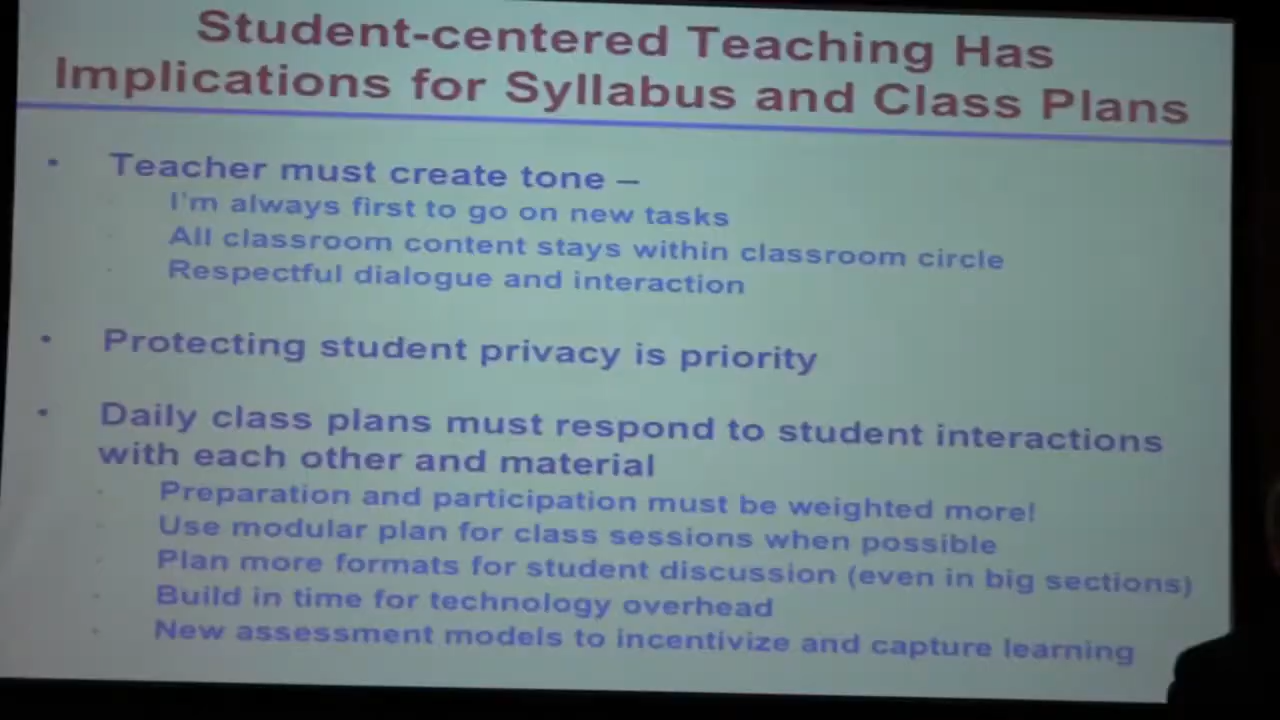 Student-centered Teaching Has
Implications for Syllabus and Class Plans
• Teacher must create tone –
I'm always first to go on new tasks
All classroom content stays within classroom circle
Respectful dialogue and interaction
• Protecting student privacy is priority
• Daily class plans must respond to student interactions
with each other and material
Preparation and participation must be weighted more!
Use modular plan for class sessions when possible
Plan more formats for student discussion (even in big sections)
Build in time for technology overhead
New assessment models to incentivize and capture learning